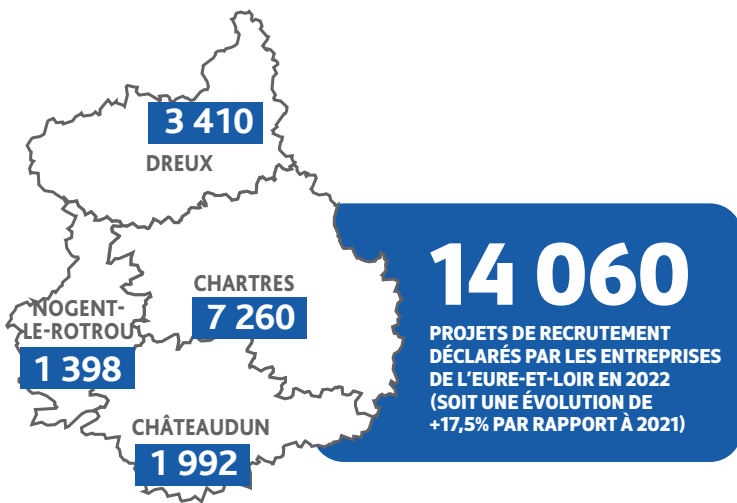 3 410
DREUX
CHARTRES
7 260
NOGENT-
LE-ROTROU
1 398
CHÂTEAUDUN
1 992
14 060
PROJETS DE RECRUTEMENT
DÉCLARÉS PAR LES ENTREPRISES
DE L'EURE-ET-LOIR EN 2022
(SOIT UNE ÉVOLUTION DE
+17,5% PAR RAPPORT À 2021)